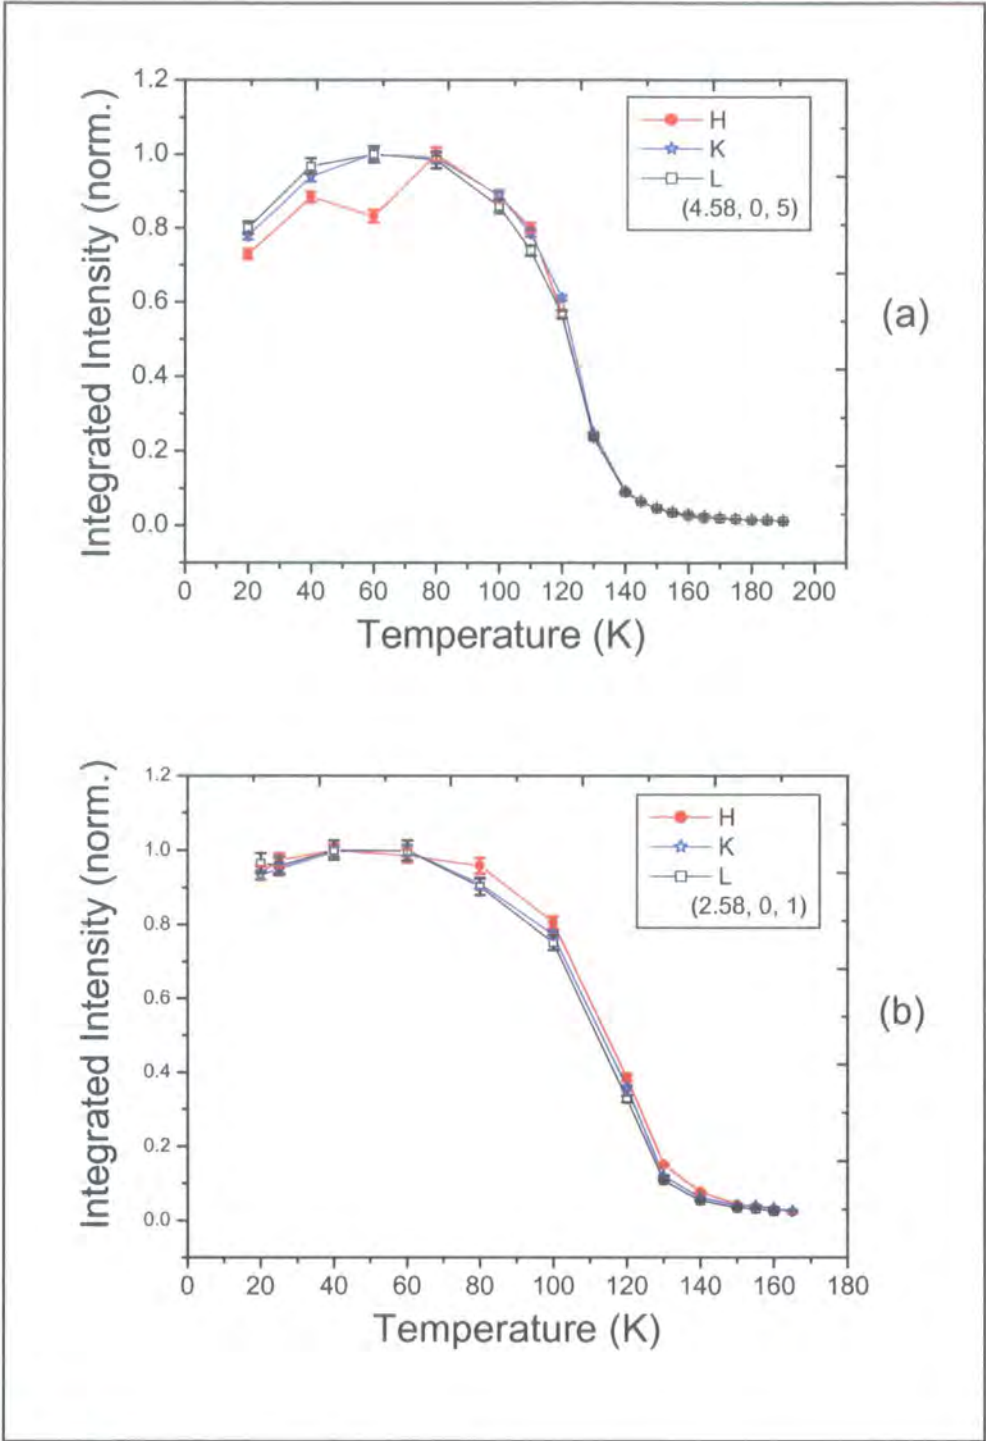 1.2
1.0
0.8
0.6
0.4
0.2
0.0
Integrated Intensity (norm.)
H
K
L
(4.58, 0, 5)
(a)
0 20 40 60 80 100 120 140 160 180 200
Temperature (K)
1.2
1.0
0.8
0.6
0.4
0.2
0.0
Integrated Intensity (norm.)
H
K
L
(2.58, 0, 1)
(b)
0 20 40 60 80 100 120 140 160 180
Temperature (K)